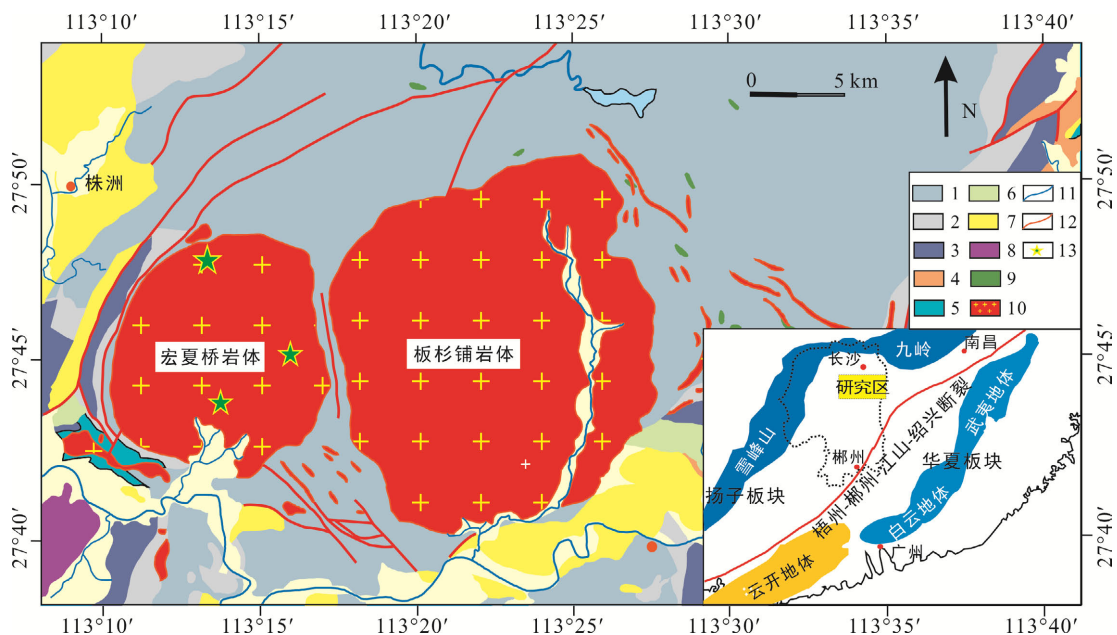 113°10′ 113°15′ 113°20′ 113°25′ 113°30′ 113°35′ 113°40′
0 5 km
N
27°50′ 27°50′
株洲
1 6 11
2 7 12
3 8 13
4 9
5 10
宏夏桥岩体
板杉铺岩体
27°45′ 27°45′
九岭
南昌
长沙
研究区
武夷地体
雪峰山
郴州
华夏板块
扬子板块
梧州-郴州-江山-绍兴断裂
白云地体
广州
云开地体
27°40′ 27°40′
113°10′ 113°15′ 113°20′ 113°25′ 113°30′ 113°35′ 113°40′